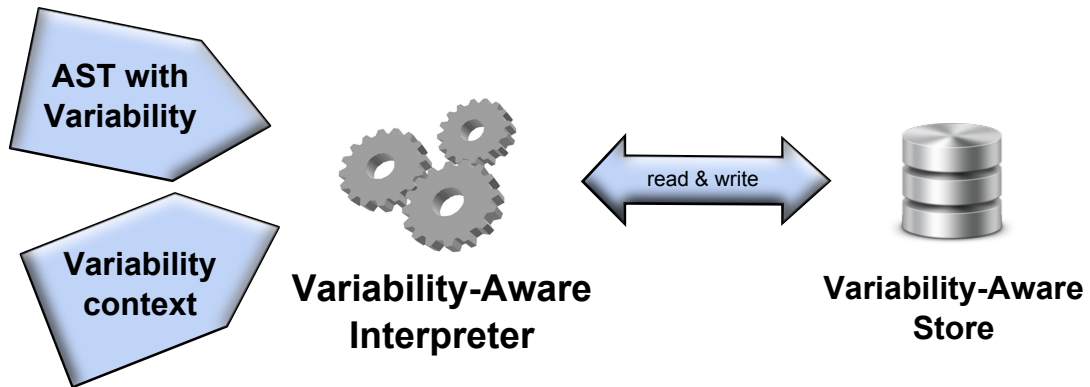 AST with
Variability
Variability
context
Variability-Aware
Interpreter
read & write
Variability-Aware
Store